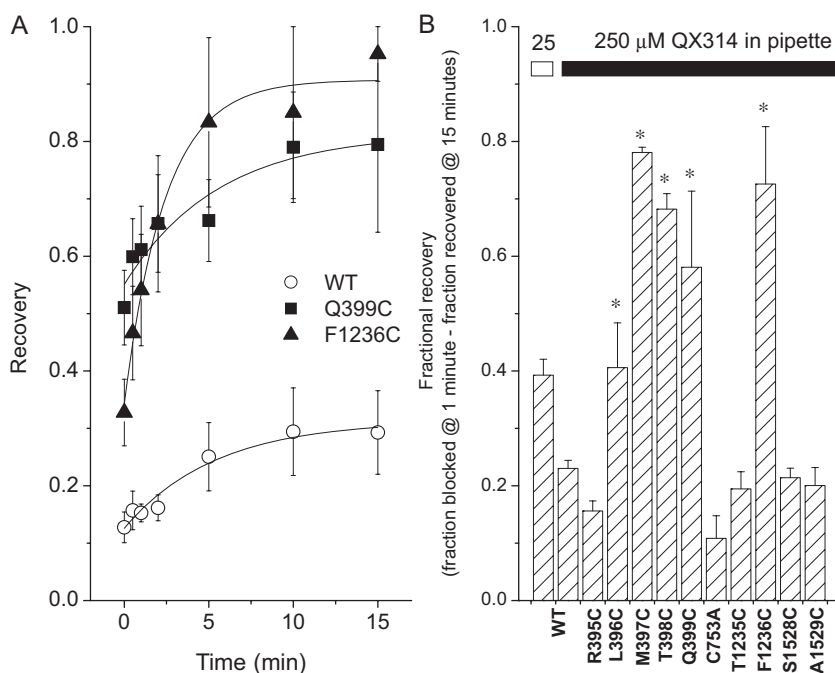 A
1.0
0.8
0.6
0.4
0.2
0.0
Recovery
0
5
10
15
Time (min)
WT
Q399C
F1236C
B
25
250 μM QX314 in pipette
1.0
0.8
0.6
0.4
0.2
0.0
Fractional recovery
(fraction blocked @ 1 minute - fraction recovered @ 15 minutes)
*
*
*
*
*
WT
R395C
L396C
M397C
T398C
Q399C
C753A
T1235C
F1236C
S1528C
A1529C